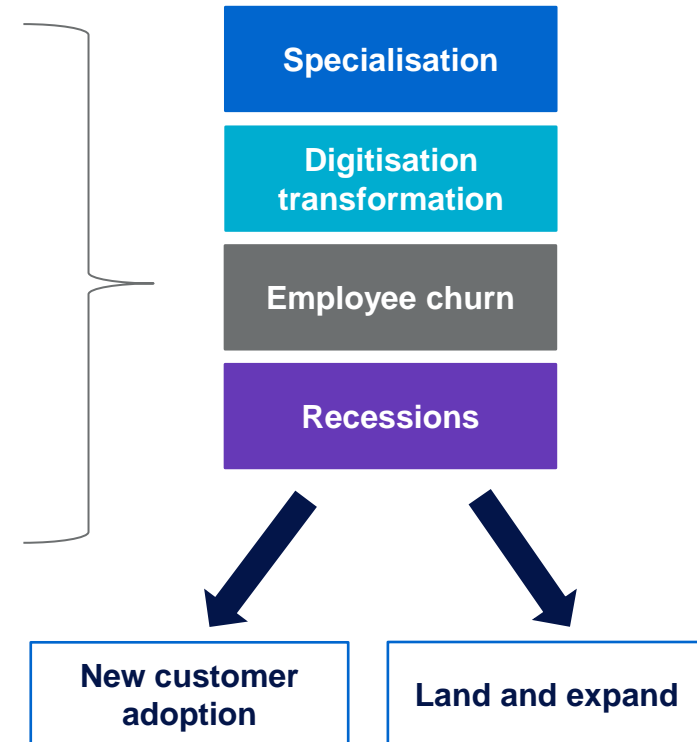 Specialisation
Digitisation
transformation
Employee churn
Recessions
New customer
adoption
Land and expand